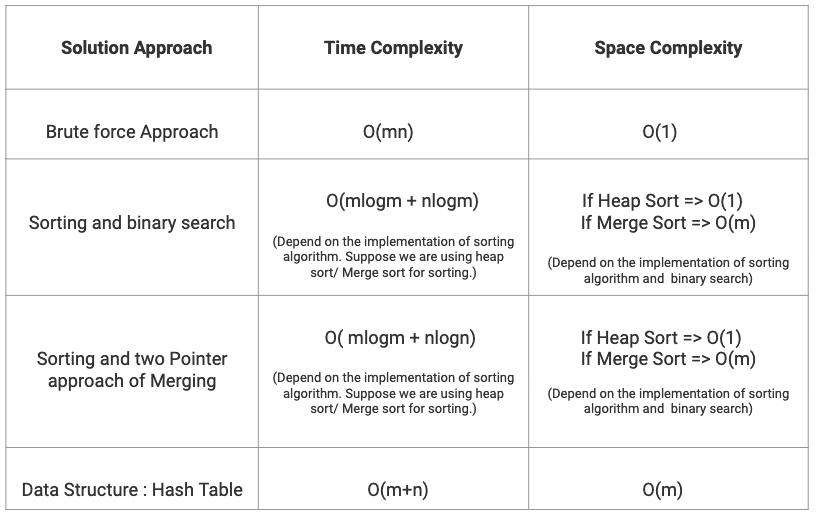 Solution Approach
Time Complexity
Space Complexity
Brute force Approach
O(mn)
O(1)
Sorting and binary search
O(mlogm + nlogm)
(Depend on the implementation of sorting
algorithm. Suppose we are using heap
sort/ Merge sort for sorting.)
If Heap Sort => O(1)
If Merge Sort => O(m)
(Depend on the implementation of sorting
algorithm and  binary search)
Sorting and two Pointer
approach of Merging
O( mlogm + nlogn)
(Depend on the implementation of sorting
algorithm. Suppose we are using heap
sort/ Merge sort for sorting.)
If Heap Sort => O(1)
If Merge Sort => O(m)
(Depend on the implementation of sorting
algorithm and  binary search)
Data Structure : Hash Table
O(m+n)
O(m)